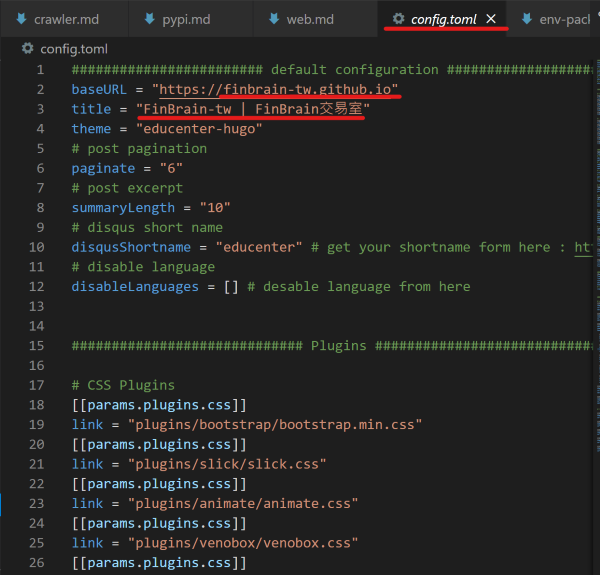 crawler.md pypi.md web.md config.toml × env-pac
config.toml
1 ######################## default configuration ###################
2 baseURL = "https://finbrain-tw.github.io"
3 title = "FinBrain-tw | FinBrain交易室"
4 theme = "educenter-hugo"
5 # post pagination
6 paginate = "6"
7 # post excerpt
8 summaryLength = "10"
9 # disqus short name
10 disqusShortname = "educenter" # get your shortname form here : ht
11 # disable language
12 disableLanguages = [] # desable language from here
13
14
15 ############################# Plugins ############################
16
17 # CSS Plugins
18 [[params.plugins.css]]
19 link = "plugins/bootstrap/bootstrap.min.css"
20 [[params.plugins.css]]
21 link = "plugins/slick/slick.css"
22 [[params.plugins.css]]
23 link = "plugins/animate/animate.css"
24 [[params.plugins.css]]
25 link = "plugins/venobox/venobox.css"
26 [[params.plugins.css]]